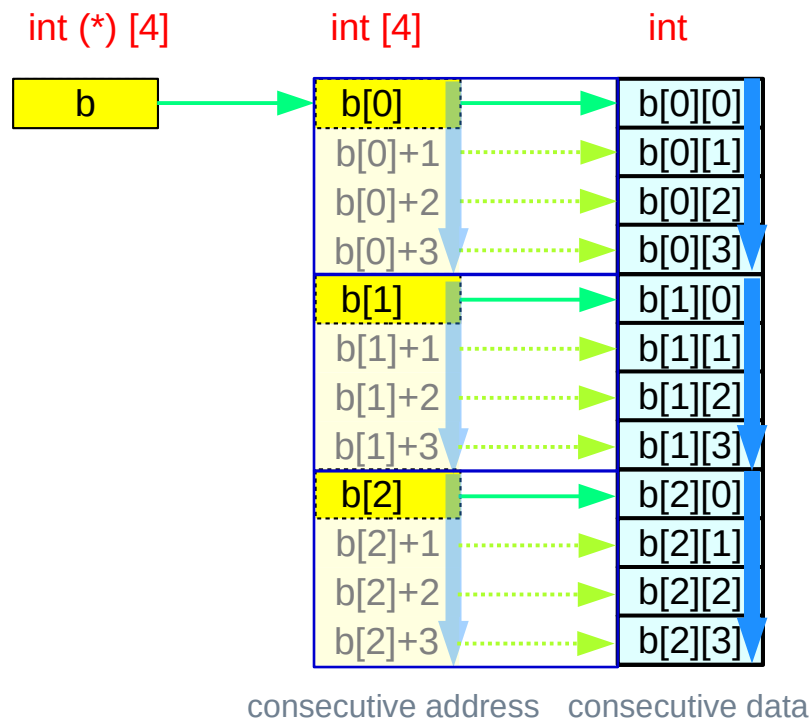 int (*) [4] int [4] int
b b[0] b[0][0]
b[0]+1 b[0][1]
b[0]+2 b[0][2]
b[0]+3 b[0][3]
b[1] b[1][0]
b[1]+1 b[1][1]
b[1]+2 b[1][2]
b[1]+3 b[1][3]
b[2] b[2][0]
b[2]+1 b[2][1]
b[2]+2 b[2][2]
b[2]+3 b[2][3]
consecutive address consecutive data